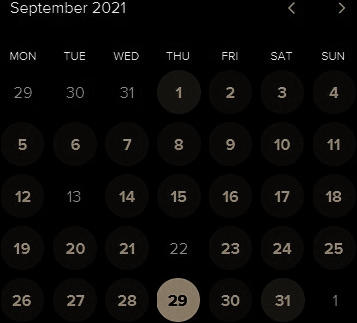 September 2021
MON TUE WED THU FRI SAT SUN
29 30 31 1 2 3 4
5 6 7 8 9 10 11
12 13 14 15 16 17 18
19 20 21 22 23 24 25
26 27 28 29 30 31 1